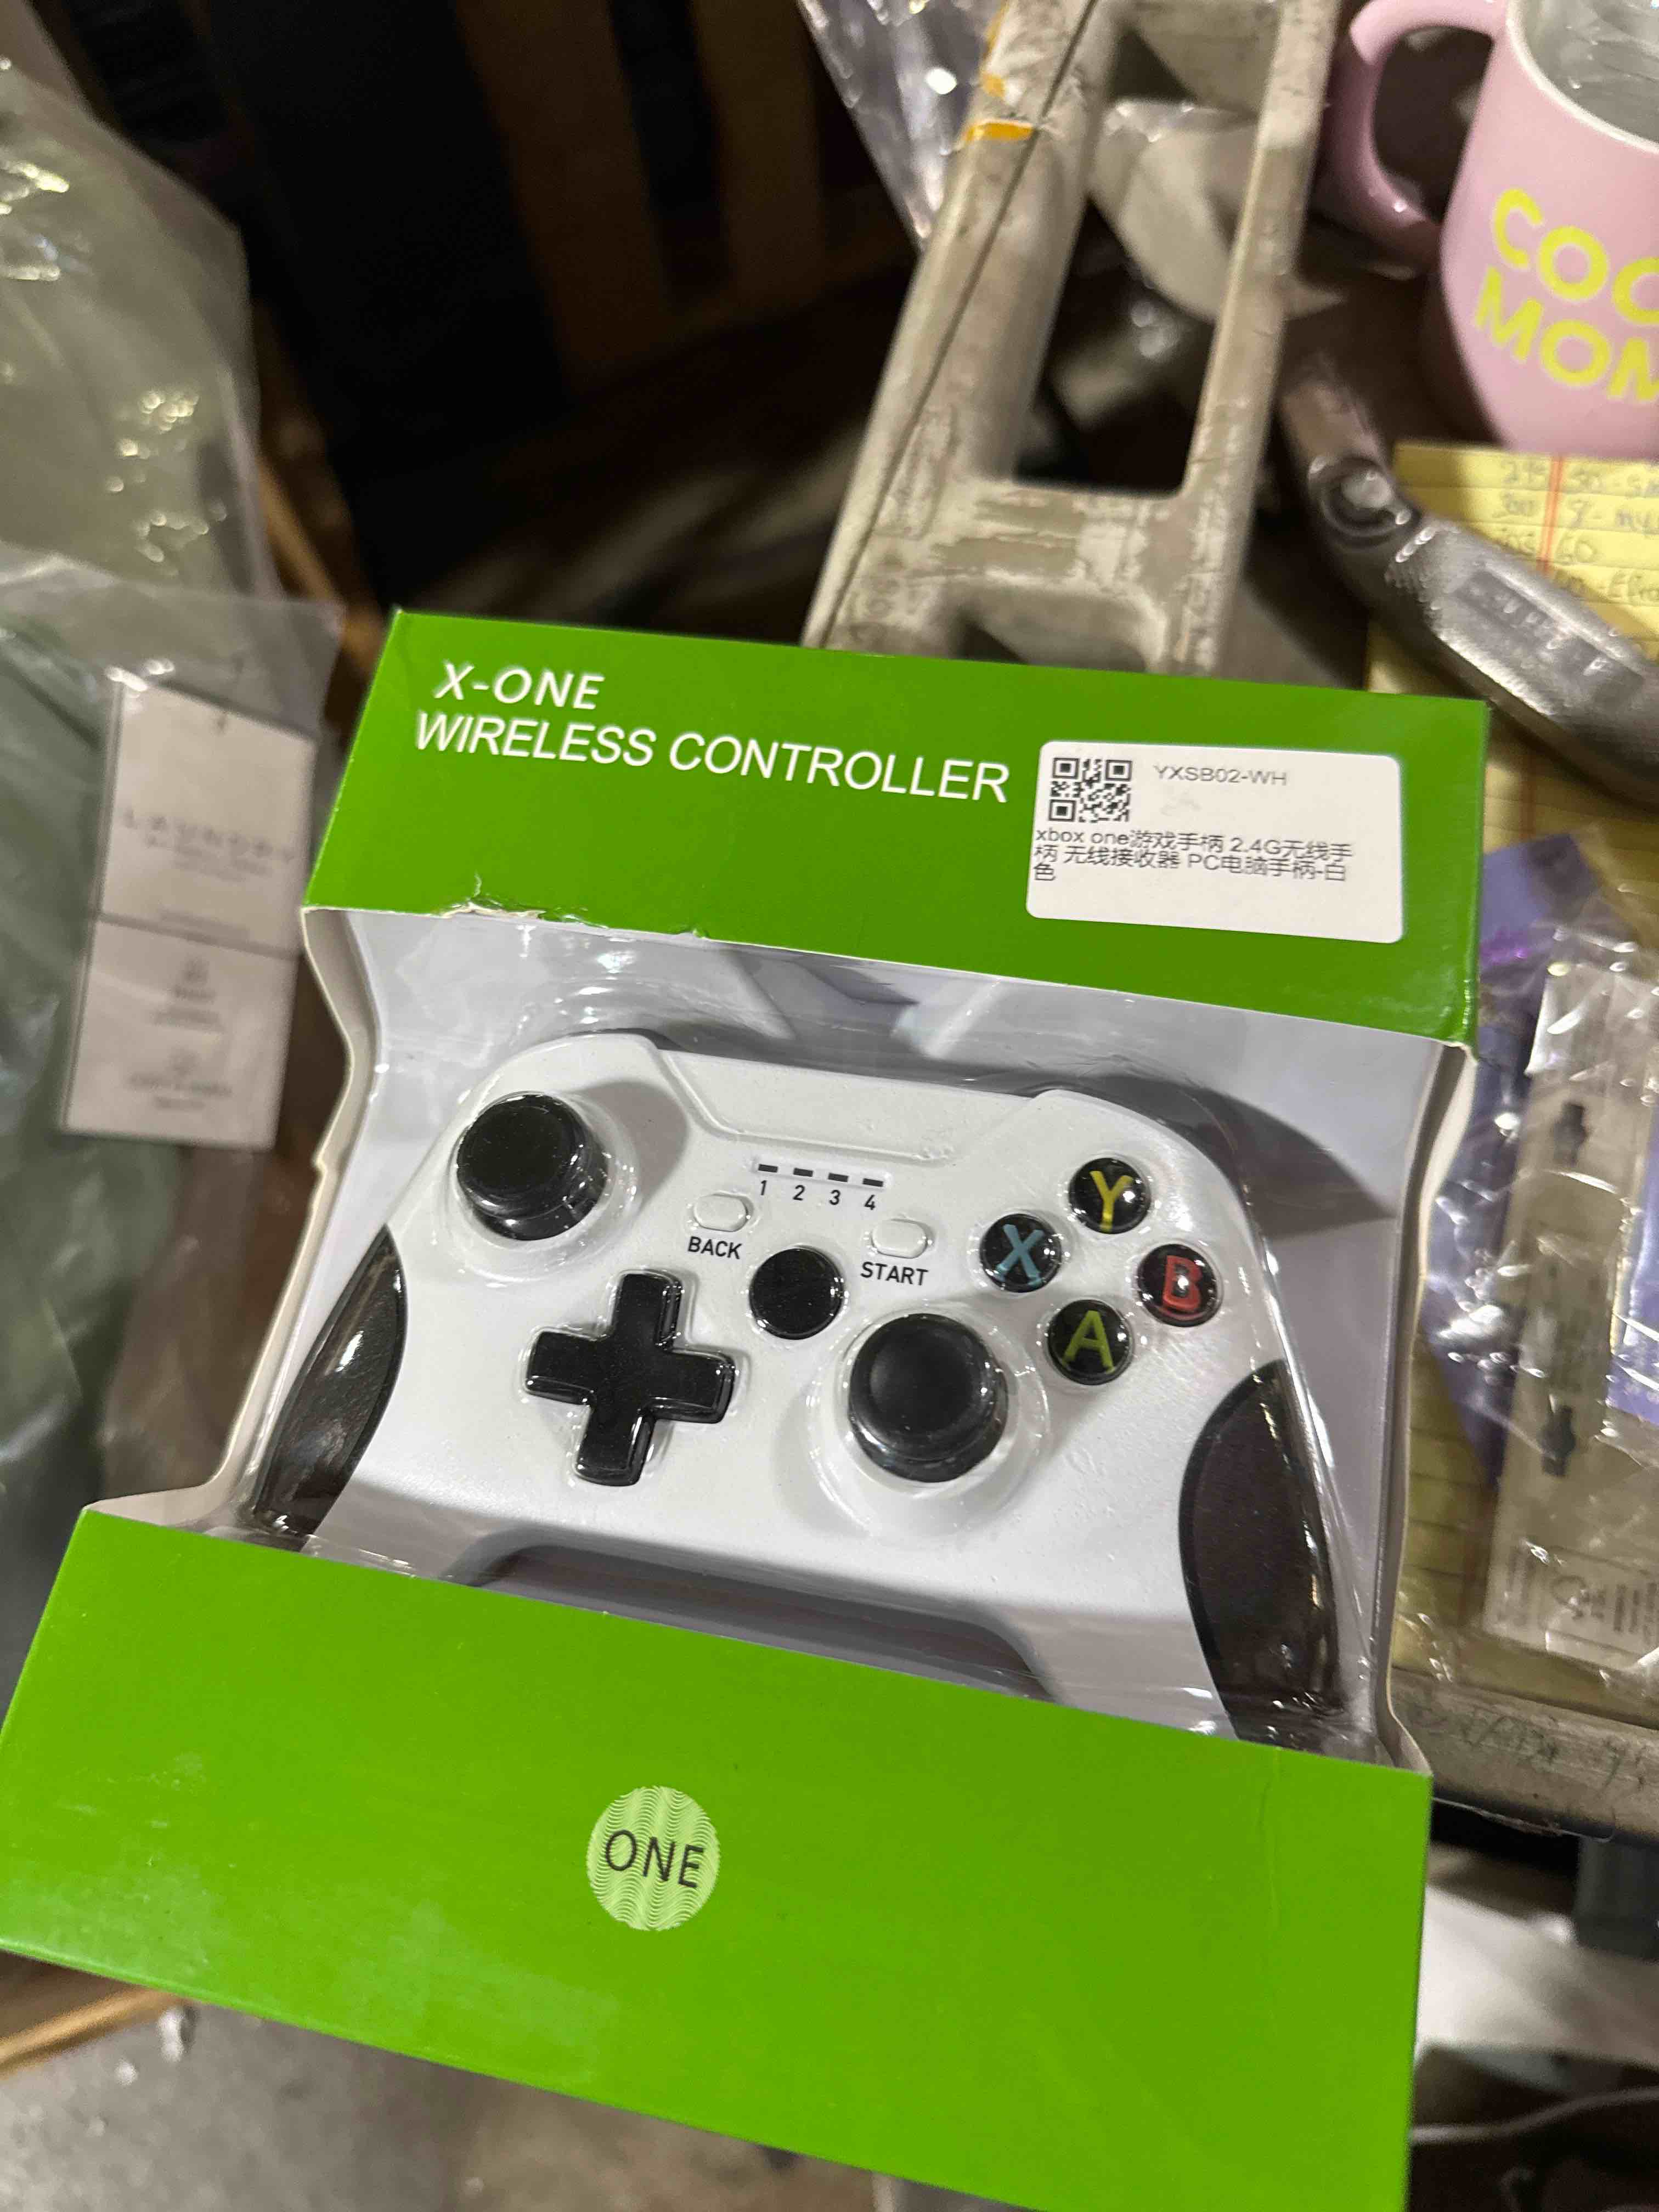 COO
MOM
X-ONE
WIRELESS CONTROLLER
YXSB02-WH
xbox one游戏手柄 2.4G无线手
柄 无线接收器 PC电脑手柄-白
色
LAUNDRY
1 2 3 4
BACK
START
Y
X
B
A
ONE